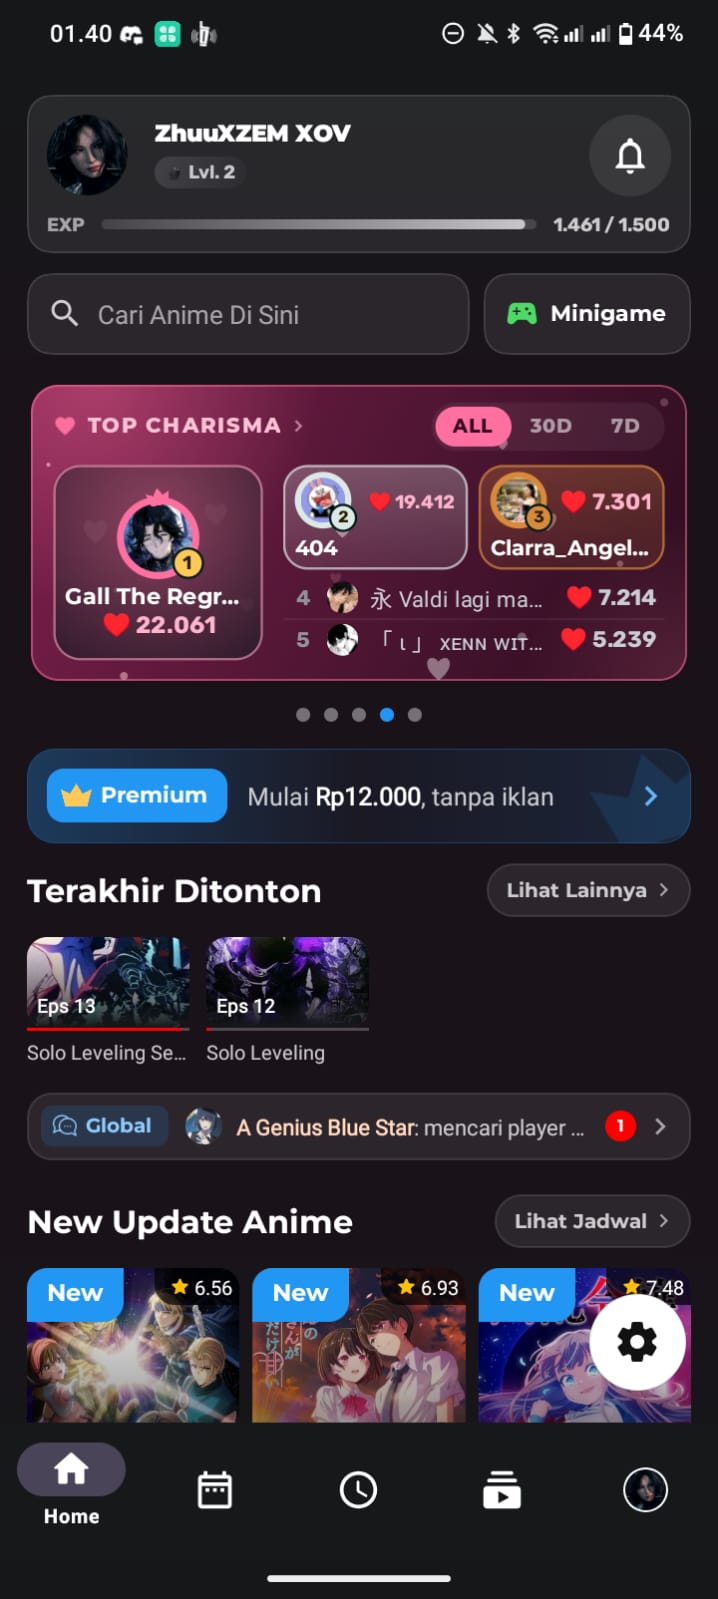 01.40
44%
ZhuuXZEM XOV
Lvl. 2
EXP 1.461 / 1.500
Cari Anime Di Sini
Minigame
TOP CHARISMA
ALL 30D 7D
1
Gall The Regr...
22.061
2
19.412
404
3
7.301
Clarra_Angel...
4 永 Valdi lagi ma... 7.214
5 「 ɩ 」 XENN WIT... 5.239
Premium
Mulai Rp12.000, tanpa iklan
Terakhir Ditonton
Lihat Lainnya
Eps 13
Solo Leveling Se...
Eps 12
Solo Leveling
Global
A Genius Blue Star: mencari player ...
1
New Update Anime
Lihat Jadwal
New 6.56
New 6.93
New 7.48
Home